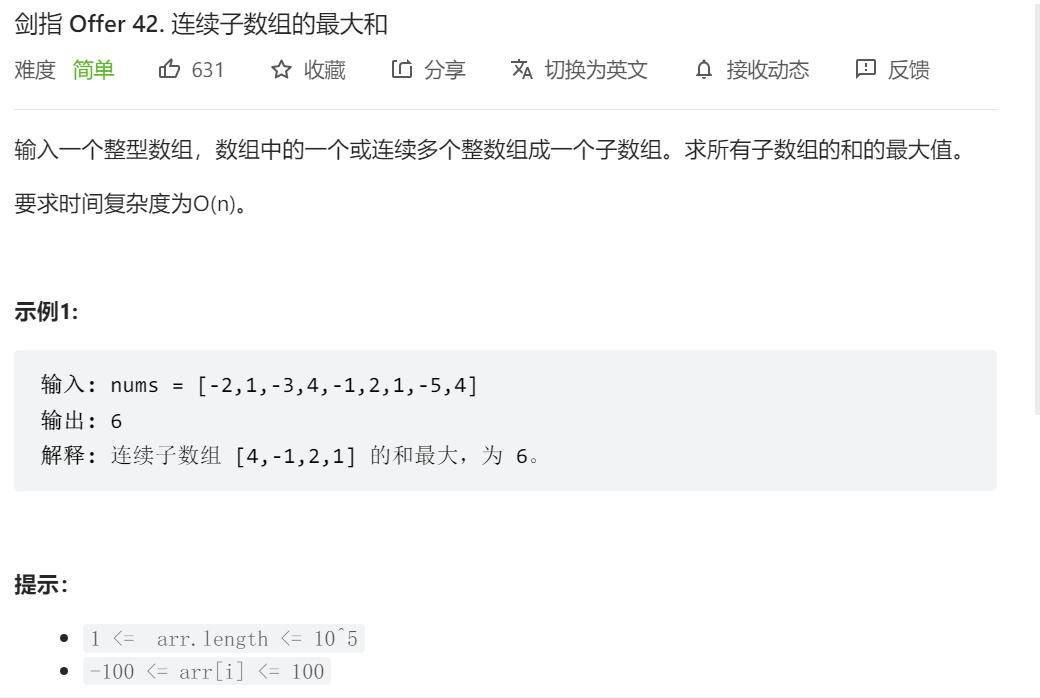 剑指 Offer 42. 连续子数组的最大和
难度 简单 631 收藏 分享 切换为英文 接收动态 反馈
输入一个整型数组，数组中的一个或连续多个整数组成一个子数组。求所有子数组的和的最大值。
要求时间复杂度为O(n)。
示例1:
输入: nums = [-2,1,-3,4,-1,2,1,-5,4]
输出: 6
解释: 连续子数组 [4,-1,2,1] 的和最大，为 6。
提示：
1 <= arr.length <= 10^5
-100 <= arr[i] <= 100